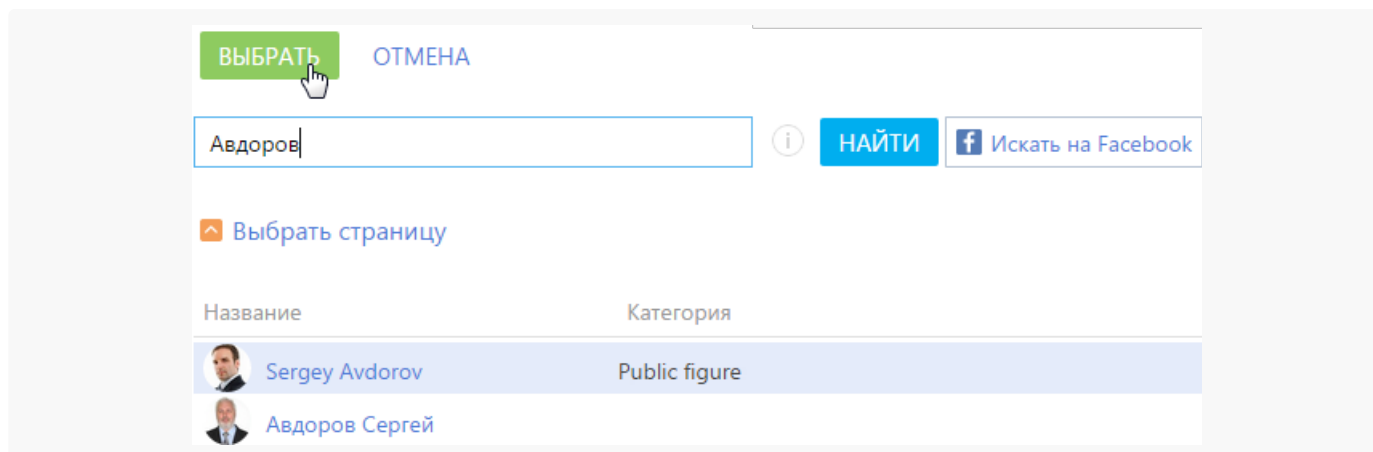 ВЫБРАТЬ ОТМЕНА
Авдоров i НАЙТИ f Искать на Facebook
Выбрать страницу
Название Категория
Sergey Avdorov Public figure
Авдоров Сергей